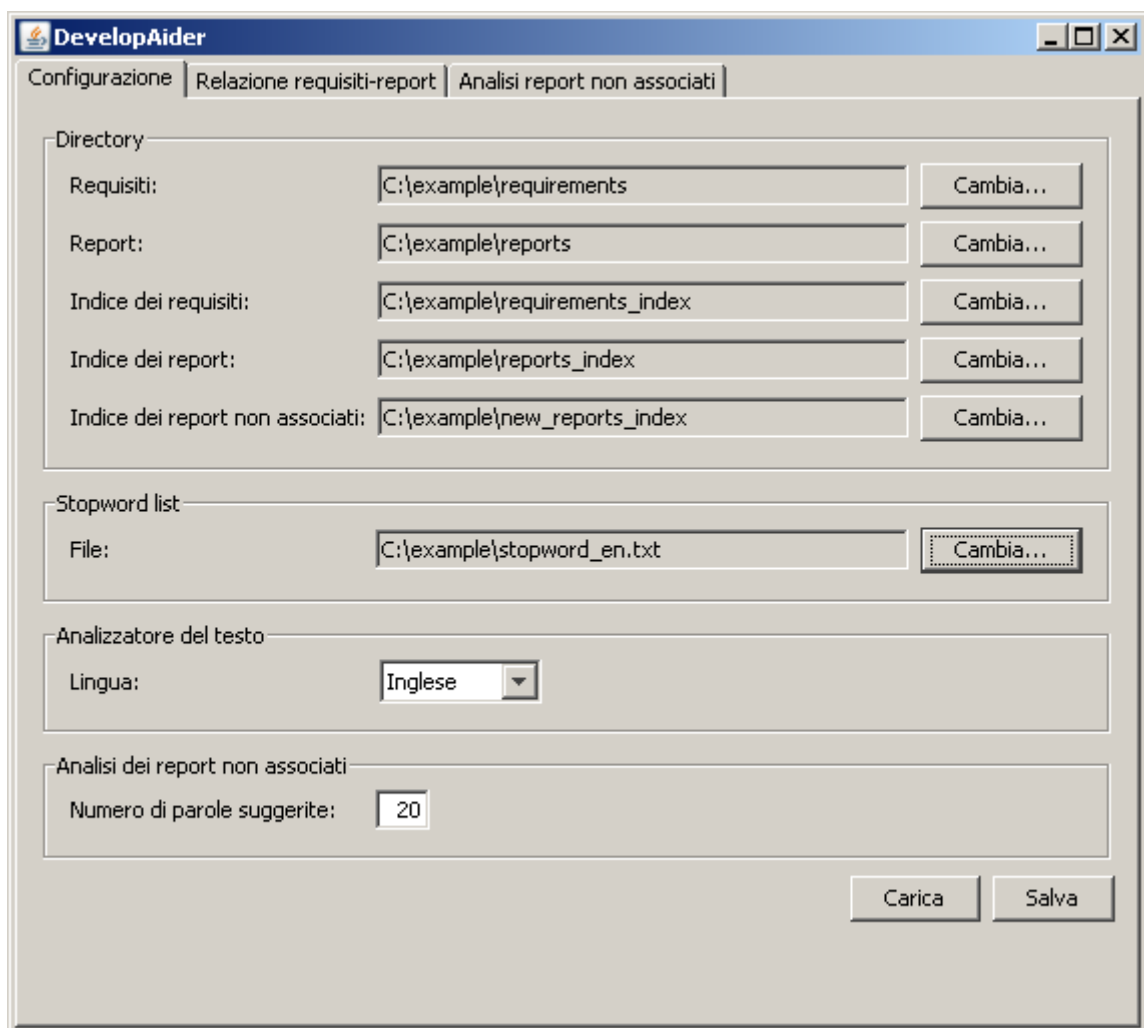 DevelopAider
Configurazione Relazione requisiti-report Analisi report non associati
Directory
Requisiti: C:\example\requirements Cambia...
Report: C:\example\reports Cambia...
Indice dei requisiti: C:\example\requirements_index Cambia...
Indice dei report: C:\example\reports_index Cambia...
Indice dei report non associati: C:\example\new_reports_index Cambia...
Stopword list
File: C:\example\stopword_en.txt Cambia...
Analizzatore del testo
Lingua: Inglese
Analisi dei report non associati
Numero di parole suggerite: 20
Carica Salva